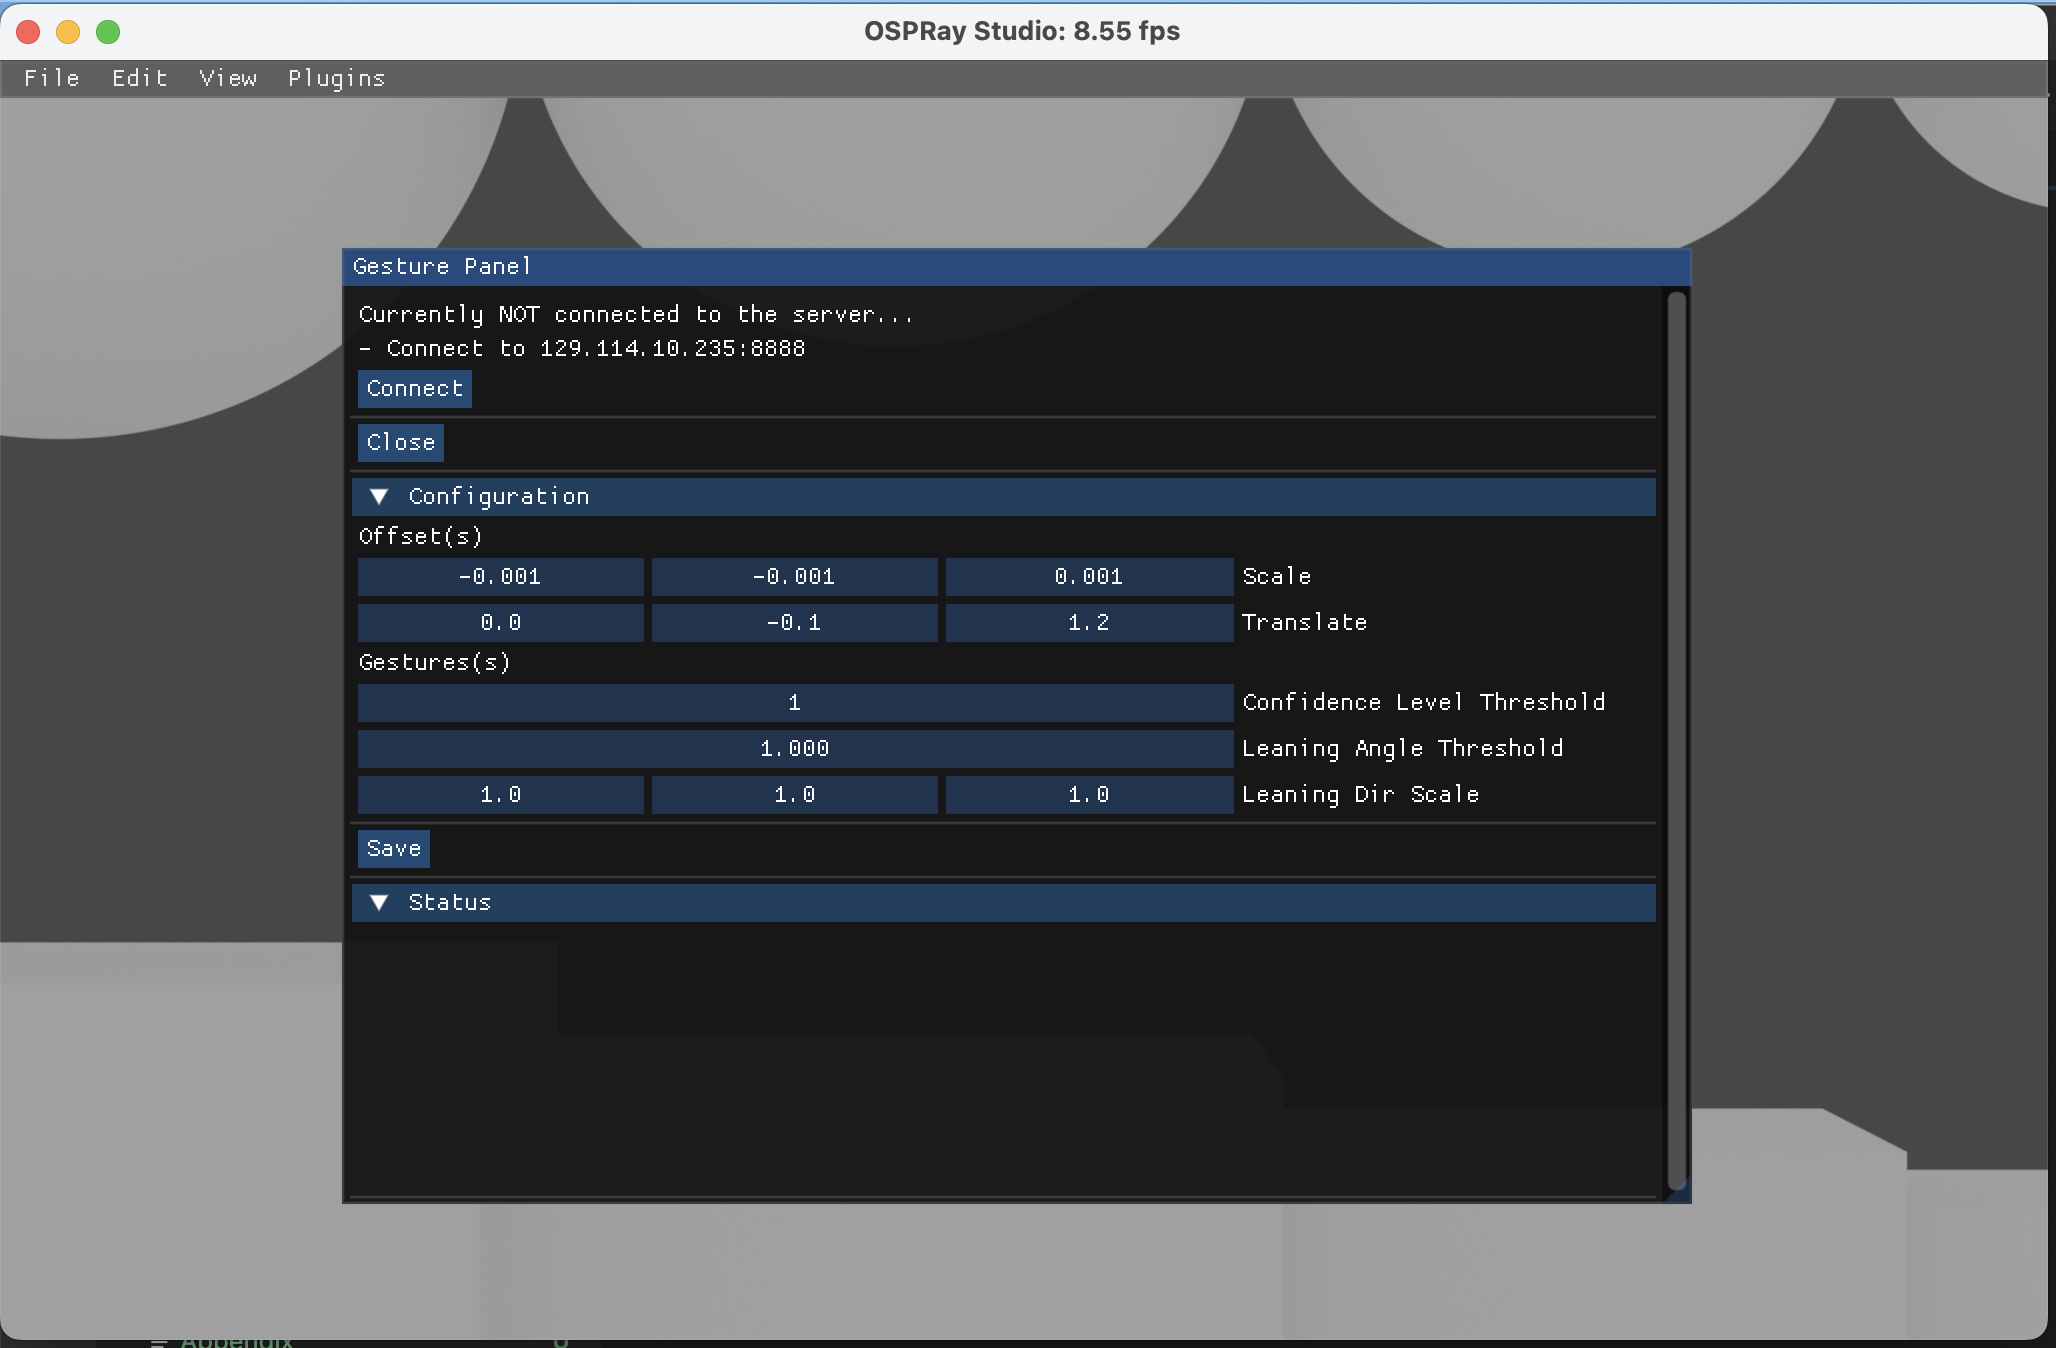 OSPRay Studio: 8.55 fps
File Edit View Plugins
Gesture Panel
Currently NOT connected to the server...
- Connect to 129.114.10.235:8888
Connect
Close
Configuration
Offset(s)
-0.001 -0.001 0.001 Scale
0.0 -0.1 1.2 Translate
Gestures(s)
1 Confidence Level Threshold
1.000 Leaning Angle Threshold
1.0 1.0 1.0 Leaning Dir Scale
Save
Status
Appendix